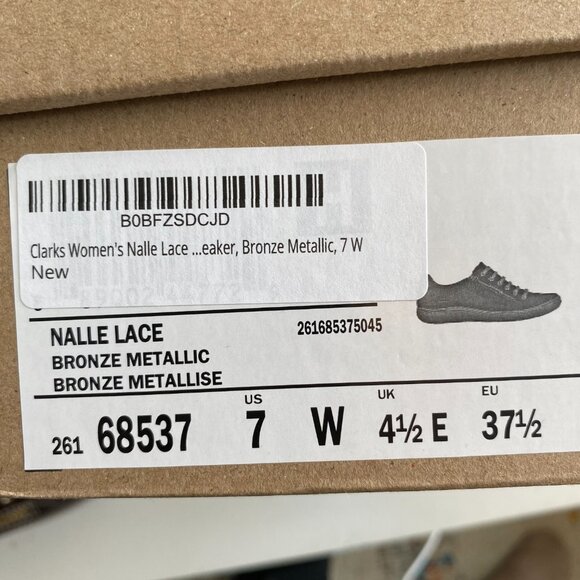 B0BFZSDCJD
Clarks Women's Nalle Lace ...eaker, Bronze Metallic, 7 W
New
NALLE LACE
261685375045
BRONZE METALLIC
BRONZE METALLISE
US
UK
EU
261 68537 7 W 4½ E 37½